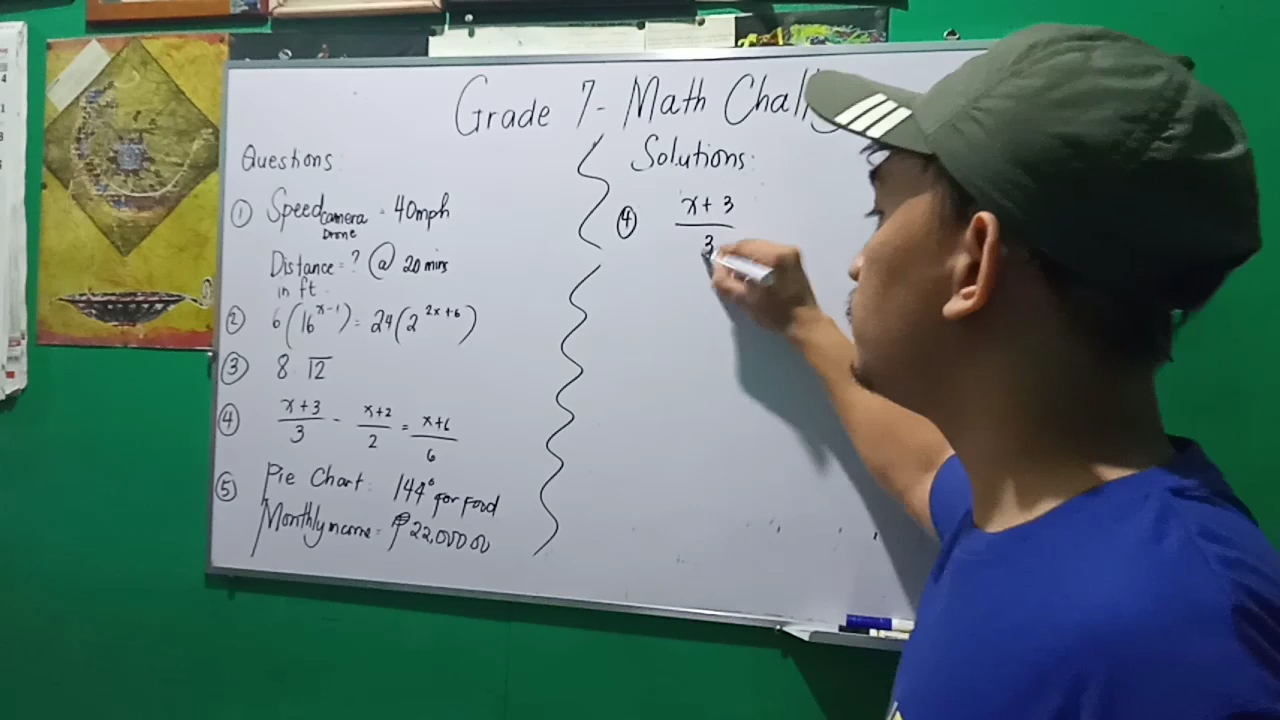 Grade 7 - Math Chall
Questions:
① Speed camera = 40mph
Drone
Distance = ? @ 20 mins
in ft.
② 6(16^(x-1)) = 24(2^(2x+6))
③ 8 12
④ (x+3)/3 - (x+2)/2 = (x+6)/6
⑤ Pie Chart: 144° for Food
Monthly income = ₱22,000.00
Solutions:
④ (x+3)/3